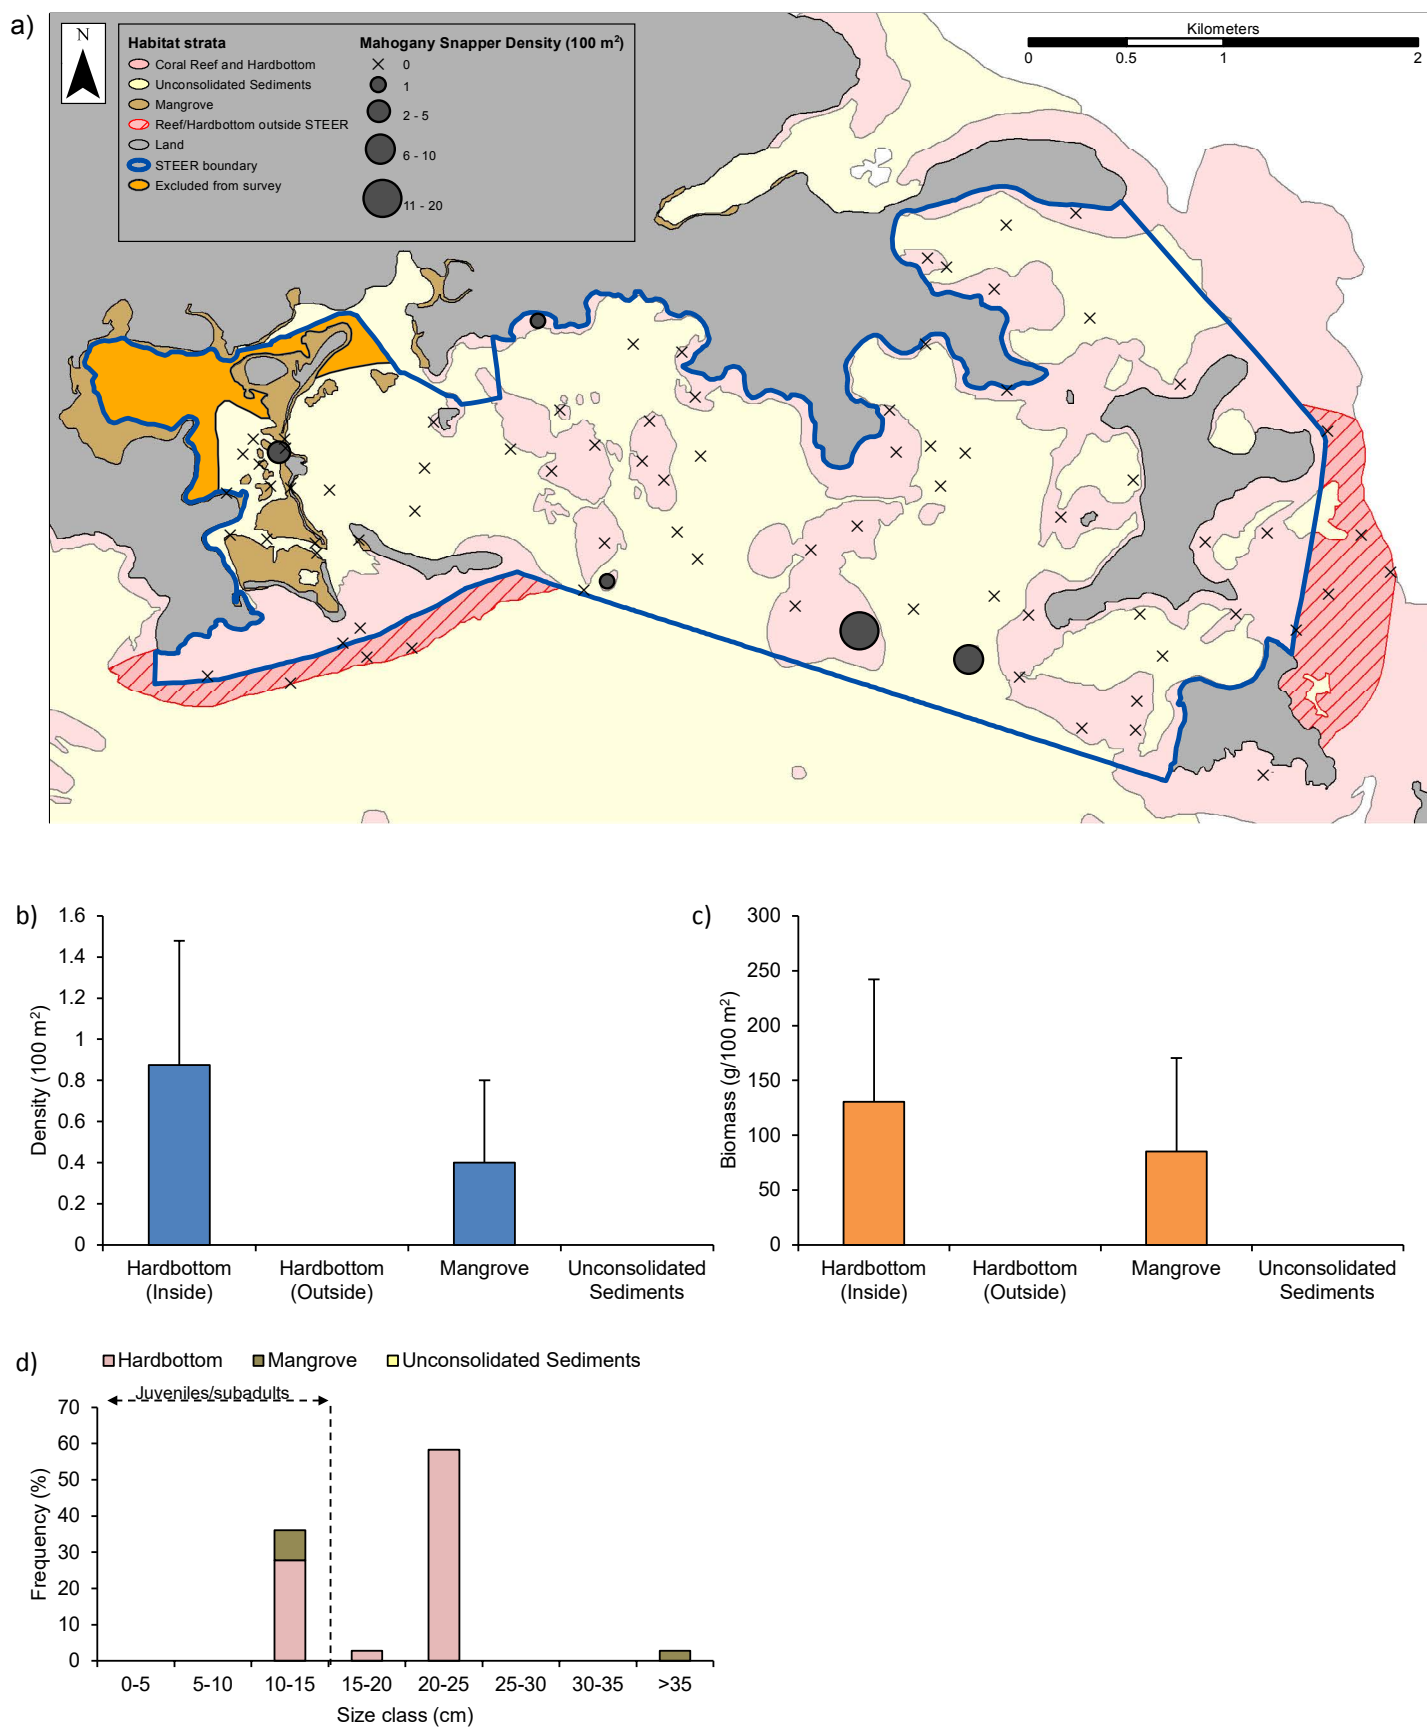 a)
N
Habitat strata
Coral Reef and Hardbottom
Unconsolidated Sediments
Mangrove
Reef/Hardbottom outside STEER
Land
STEER boundary
Excluded from survey
Mahogany Snapper Density (100 m²)
0
1
2 - 5
6 - 10
11 - 20
Kilometers
0 0.5 1 2
b)
Density (100 m²)
1.6
1.4
1.2
1
0.8
0.6
0.4
0.2
0
Hardbottom (Inside)
Hardbottom (Outside)
Mangrove
Unconsolidated Sediments
c)
Biomass (g/100 m²)
300
250
200
150
100
50
0
Hardbottom (Inside)
Hardbottom (Outside)
Mangrove
Unconsolidated Sediments
d)
Hardbottom Mangrove Unconsolidated Sediments
Juveniles/subadults
Frequency (%)
70
60
50
40
30
20
10
0
0-5 5-10 10-15 15-20 20-25 25-30 30-35 >35
Size class (cm)